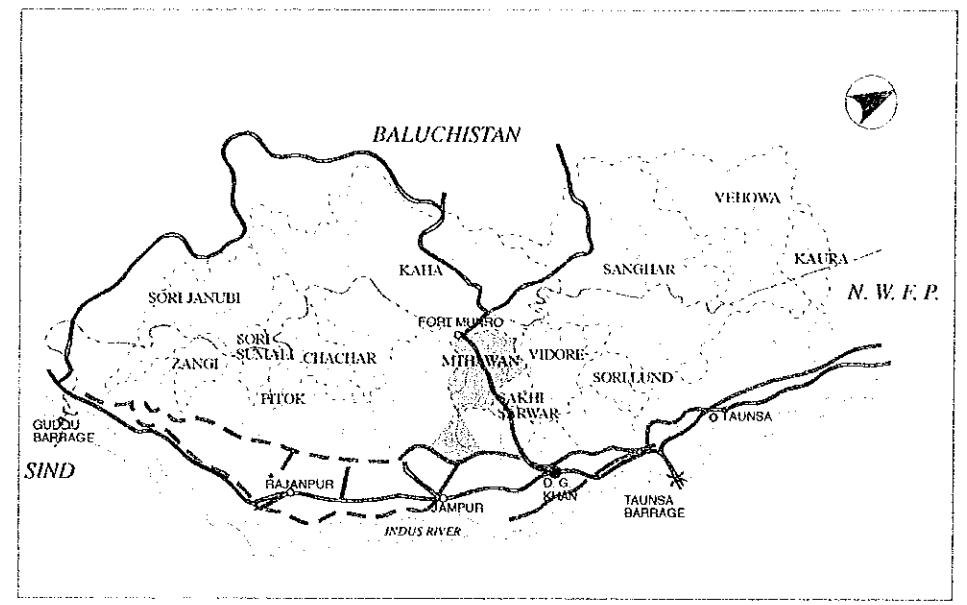 BALUCHISTAN
VEHOWA
KAURA
SANGHAR
KAHA
N. W. F. P.
SORI JANUBI
FORT MUNRO
SORI
SUMALI
ZANGI
CHACHAR
MITHAWAN
VIDORE
SORI LUND
PITOK
SAKHI
SARWAR
TAUNSA
GUDDU
BARRAGE
SIND
RAJANPUR
JAMPUR
D. G.
KHAN
TAUNSA
BARRAGE
INDUS RIVER